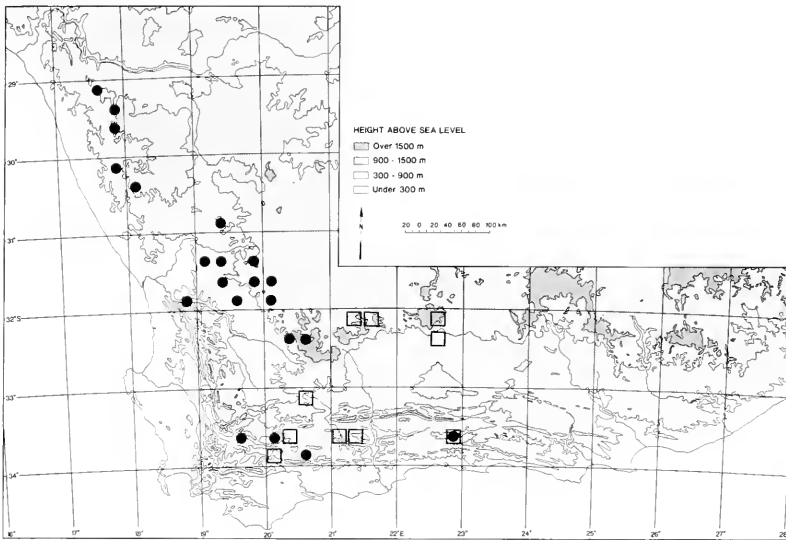 HEIGHT ABOVE SEA LEVEL
Over 1500 m
900 - 1500 m
300 - 900 m
Under 300 m
N
20 0 20 40 60 80 100 km
29°
30°
31°
32°S
33°
34°
16° 17° 18° 19° 20° 21° 22°E 23° 24° 25° 26° 27° 28